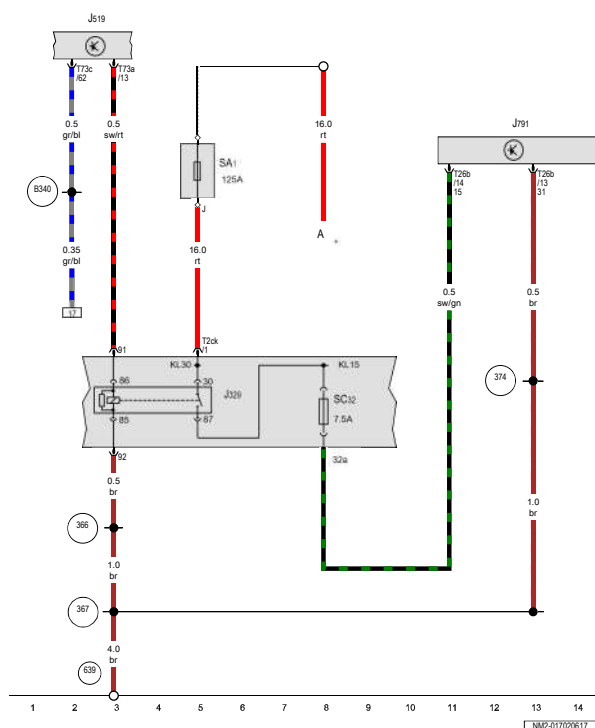 J519
T73c
/62
T73a
/13
0.5
gr/bl
0.5
sw/rt
16.0
rt
J791
SA1
125A
T26b
/14
15
T26b
/13
31
B340
J
A
0.35
gr/bl
16.0
rt
0.5
sw/gn
0.5
br
17
T2ck
/1
91
KL30
KL15
374
86
30
J329
SC32
7.5A
85
87
92
32a
0.5
br
1.0
br
366
1.0
br
367
4.0
br
639
1 2 3 4 5 6 7 8 9 10 11 12 13 14
NM2-017020617